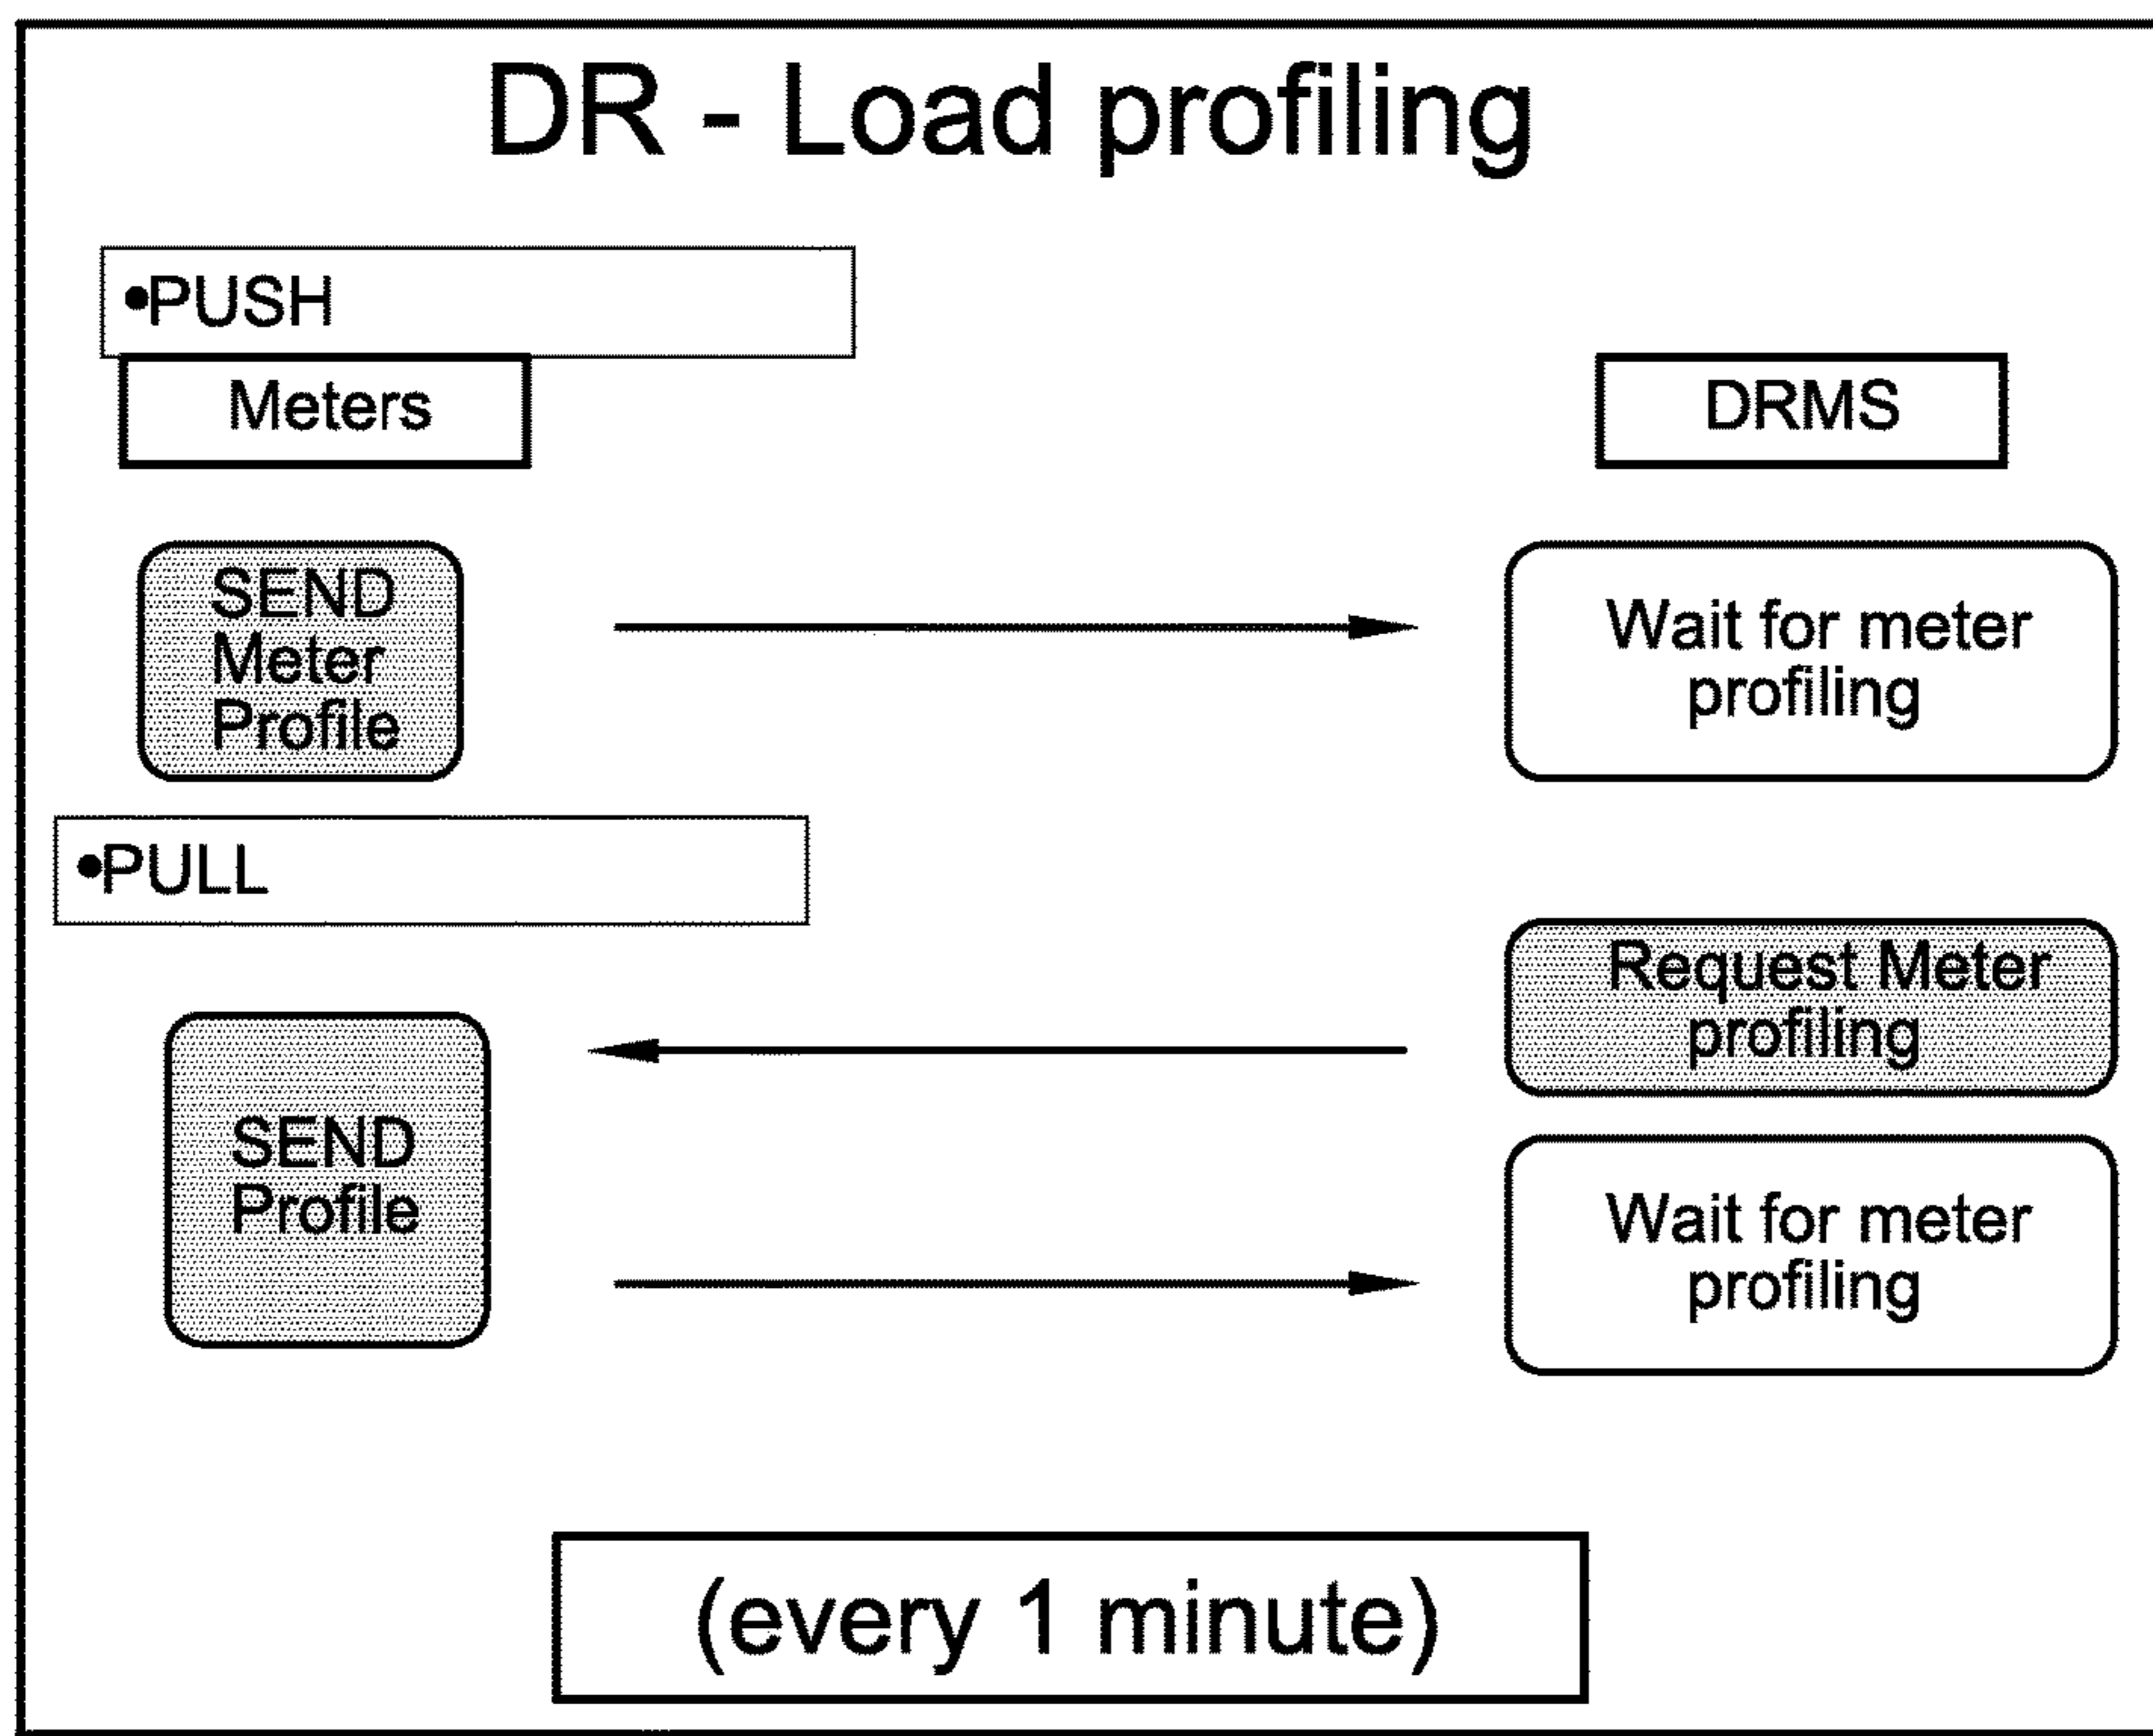 DR - Load profiling
•PUSH
Meters
DRMS
SEND
Meter
Profile
Wait for meter
profiling
•PULL
Request Meter
profiling
SEND
Profile
Wait for meter
profiling
(every 1 minute)